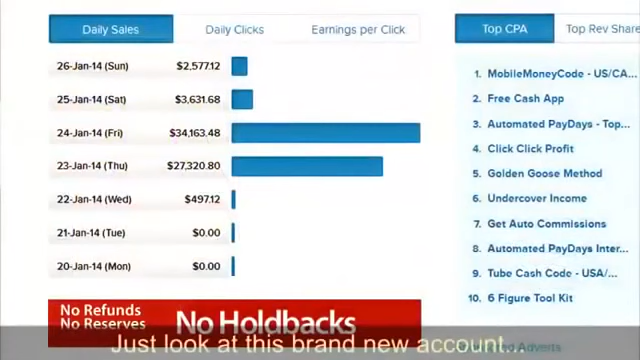 Daily Sales Daily Clicks Earnings per Click
Top CPA Top Rev Share
26-Jan-14 (Sun) $2,577.12
25-Jan-14 (Sat) $3,631.68
24-Jan-14 (Fri) $34,163.48
23-Jan-14 (Thu) $27,320.80
22-Jan-14 (Wed) $497.12
21-Jan-14 (Tue) $0.00
20-Jan-14 (Mon) $0.00
1. MobileMoneyCode - US/CA...
2. Free Cash App
3. Automated PayDays - Top...
4. Click Click Profit
5. Golden Goose Method
6. Undercover Income
7. Get Auto Commissions
8. Automated PayDays Inter...
9. Tube Cash Code - USA/...
10. 6 Figure Tool Kit
No Refunds
No Reserves
No Holdbacks
Adverts
Just look at this brand new account